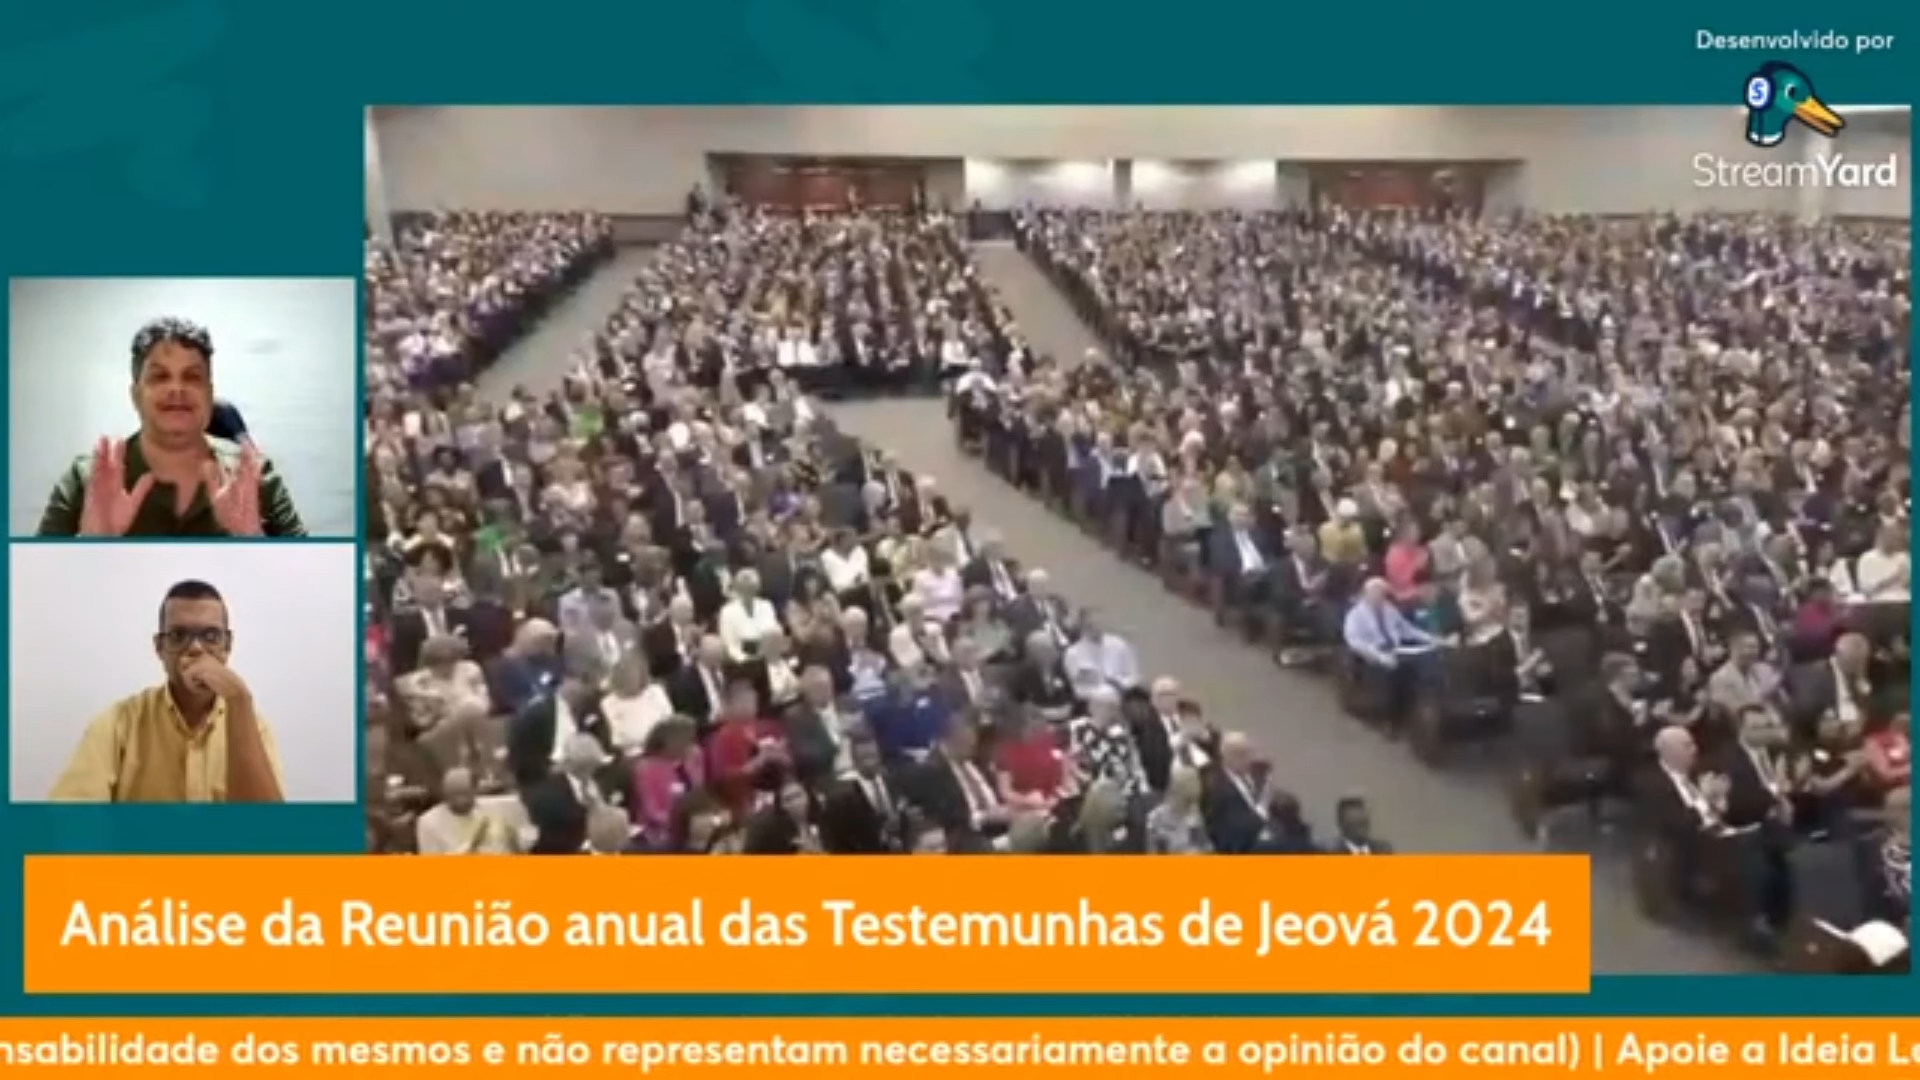 Desenvolvido por
S
StreamYard
Análise da Reunião anual das Testemunhas de Jeová 2024
nsabilidade dos mesmos e não representam necessariamente a opinião do canal) | Apoie a Ideia L